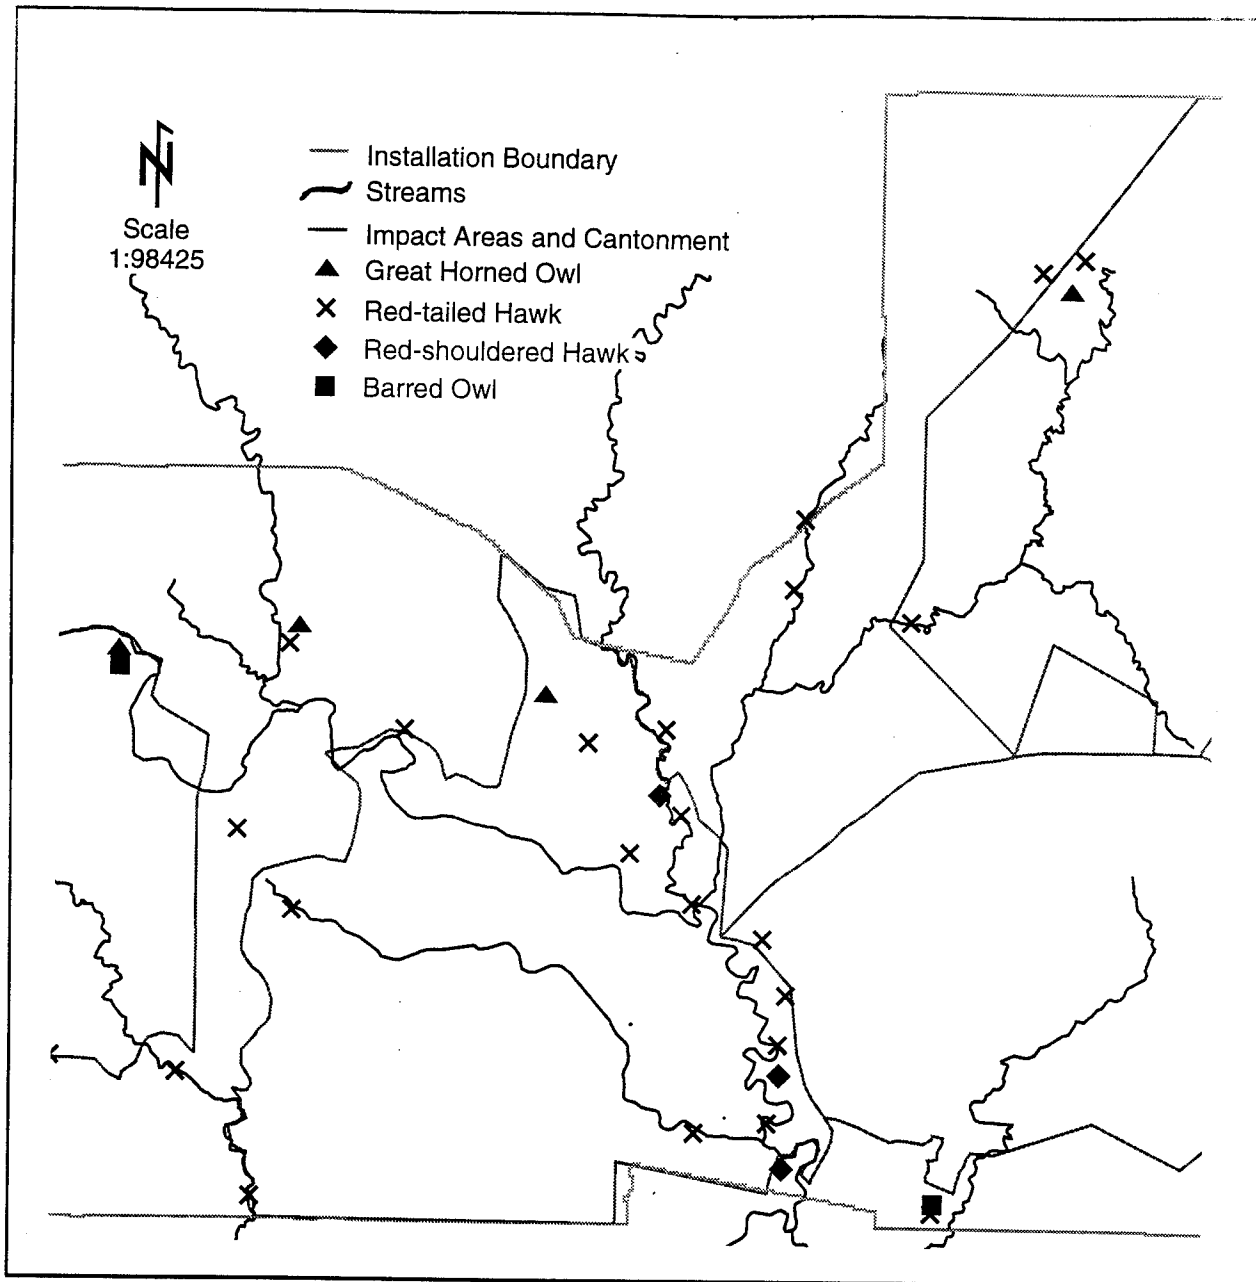 N
Scale
1:98425
Installation Boundary
Streams
Impact Areas and Cantonment
Great Horned Owl
Red-tailed Hawk
Red-shouldered Hawk
Barred Owl